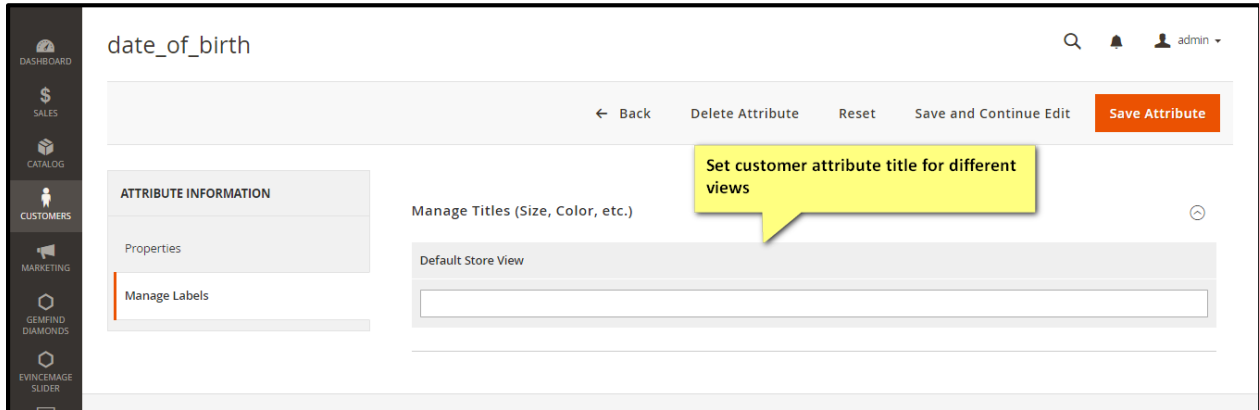 date_of_birth
admin
DASHBOARD
SALES
CATALOG
CUSTOMERS
MARKETING
GEMFIND
DIAMONDS
EVINCEMAGE
SLIDER
← Back Delete Attribute Reset Save and Continue Edit Save Attribute
ATTRIBUTE INFORMATION
Properties
Manage Labels
Set customer attribute title for different
views
Manage Titles (Size, Color, etc.)
Default Store View